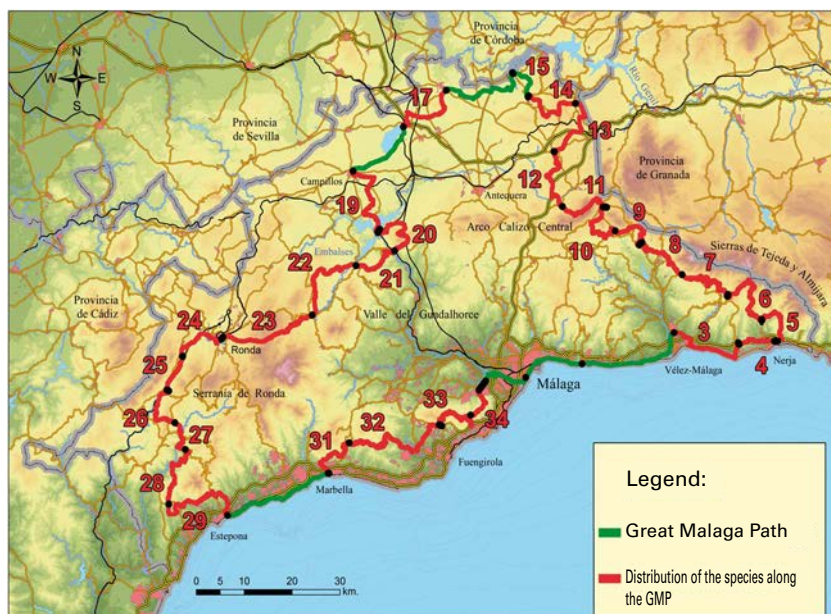 Provincia
de Córdoba
N
W E
S
15
Río Genil
17
14
Provincia
de Sevilla
13
Provincia
de Granada
Campillos
12
Antequera
11
19
9
20
Arco Calizo Central
10
8
Sierras de Tejeda y Almijara
Embalses
22
21
7
Provincia
de Cádiz
6
24
23
Valle del Guadalhorce
5
3
Ronda
4
Nerja
Vélez-Málaga
25
Málaga
Serranía de Ronda
33
26
34
32
27
31
Fuengirola
28
Marbella
Legend:
29
Estepona
Great Malaga Path
0 5 10 20 30
km.
Distribution of the species along
the GMP